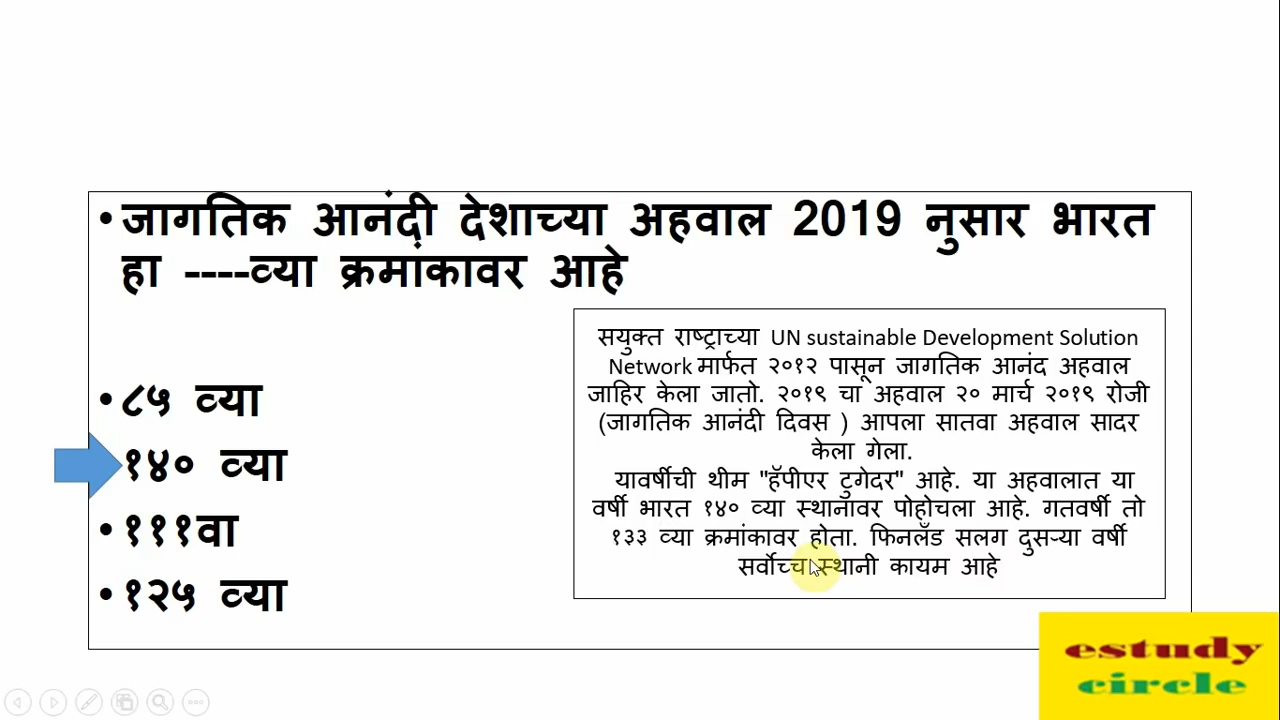 • जागतिक आनंदी देशाच्या अहवाल 2019 नुसार भारत
हा ----व्या क्रमांकावर आहे
• ८५ व्या
१४० व्या
• १११वा
• १२५ व्या
सयुक्त राष्ट्राच्या UN sustainable Development Solution
Network मार्फत २०१२ पासून जागतिक आनंद अहवाल
जाहिर केला जातो. २०१९ चा अहवाल २० मार्च २०१९ रोजी
(जागतिक आनंदी दिवस ) आपला सातवा अहवाल सादर
केला गेला.
यावर्षीची थीम "हॅपीएर टुगेदर" आहे. या अहवालात या
वर्षी भारत १४० व्या स्थानावर पोहोचला आहे. गतवर्षी तो
१३३ व्या क्रमांकावर होता. फिनलँड सलग दुसऱ्या वर्षी
सर्वोच्च स्थानी कायम आहे
estudy
circle